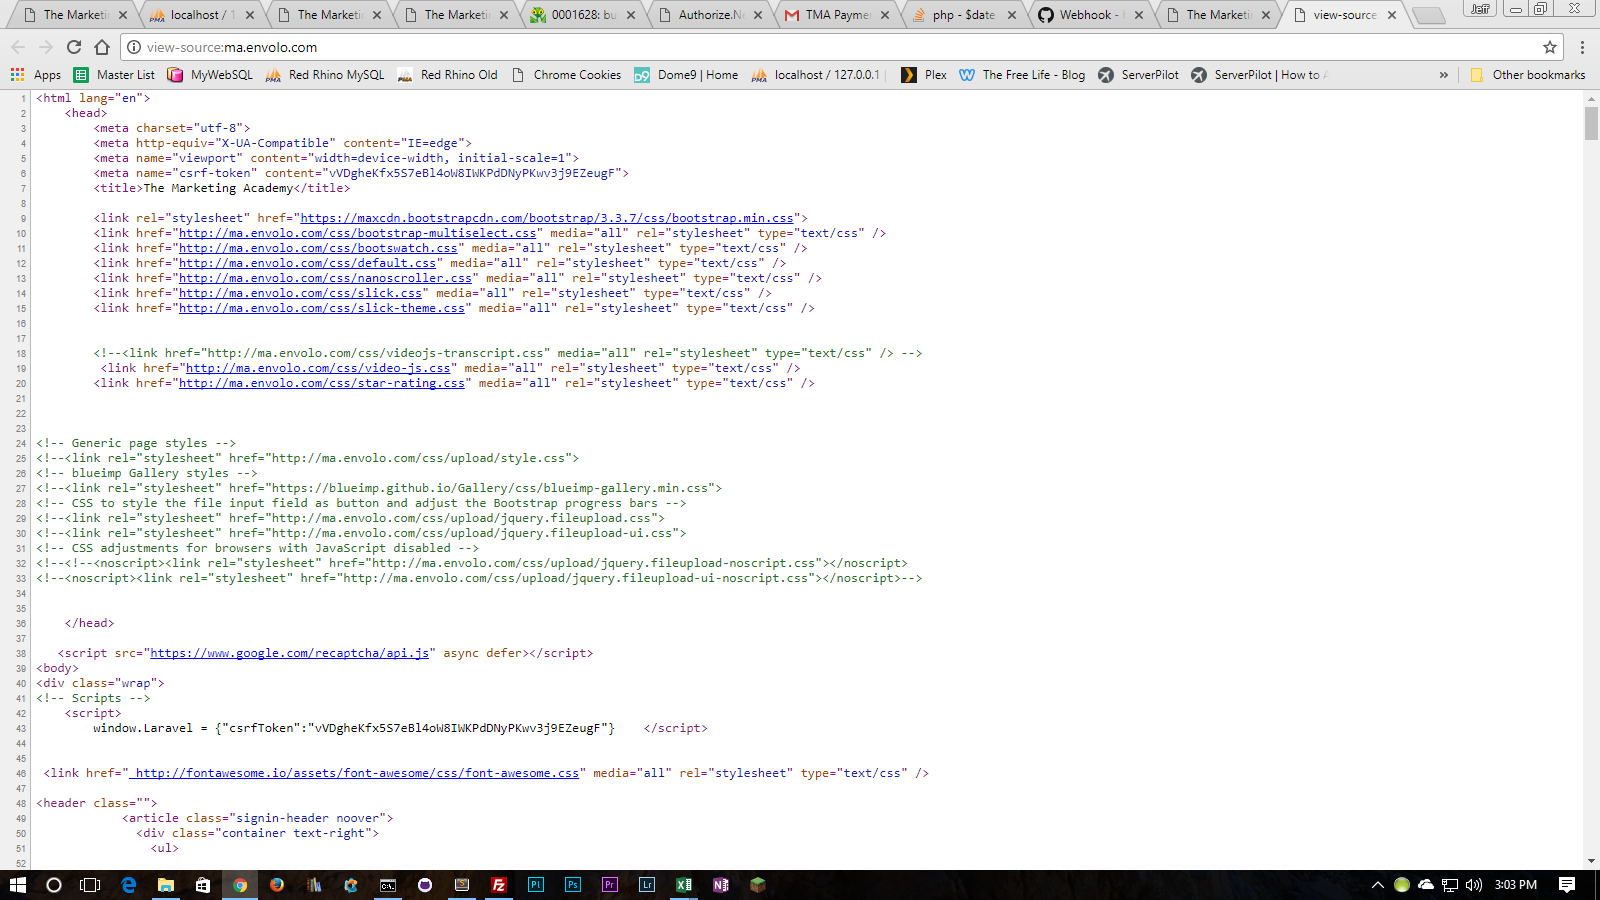 The Marketi
localhost / 1
The Marketi
The Marketi
0001628: bu
Authorize.Ne
TMA Payme
php - $date
Webhook -
The Marketi
view-source:
Jeff
view-source:ma.envolo.com
Apps
Master List
MyWebSQL
Red Rhino MySQL
Red Rhino Old
Chrome Cookies
Dome9 | Home
localhost / 127.0.0.1
Plex
The Free Life - Blog
ServerPilot
ServerPilot | How to
»
Other bookmarks
1 <html lang="en">
2 <head>
3 <meta charset="utf-8">
4 <meta http-equiv="X-UA-Compatible" content="IE=edge">
5 <meta name="viewport" content="width=device-width, initial-scale=1">
6 <meta name="csrf-token" content="vVDgheKfx5S7eBl4oW8IWKPdDNyPKwv3j9EZeugF">
7 <title>The Marketing Academy</title>
8
9 <link rel="stylesheet" href="https://maxcdn.bootstrapcdn.com/bootstrap/3.3.7/css/bootstrap.min.css">
10 <link href="http://ma.envolo.com/css/bootstrap-multiselect.css" media="all" rel="stylesheet" type="text/css" />
11 <link href="http://ma.envolo.com/css/bootswatch.css" media="all" rel="stylesheet" type="text/css" />
12 <link href="http://ma.envolo.com/css/default.css" media="all" rel="stylesheet" type="text/css" />
13 <link href="http://ma.envolo.com/css/nanoscroller.css" media="all" rel="stylesheet" type="text/css" />
14 <link href="http://ma.envolo.com/css/slick.css" media="all" rel="stylesheet" type="text/css" />
15 <link href="http://ma.envolo.com/css/slick-theme.css" media="all" rel="stylesheet" type="text/css" />
16
17
18 <!--<link href="http://ma.envolo.com/css/videojs-transcript.css" media="all" rel="stylesheet" type="text/css" /> -->
19 <link href="http://ma.envolo.com/css/video-js.css" media="all" rel="stylesheet" type="text/css" />
20 <link href="http://ma.envolo.com/css/star-rating.css" media="all" rel="stylesheet" type="text/css" />
21
22
23
24 <!-- Generic page styles -->
25 <!--<link rel="stylesheet" href="http://ma.envolo.com/css/upload/style.css">
26 <!-- blueimp Gallery styles -->
27 <!--<link rel="stylesheet" href="https://blueimp.github.io/Gallery/css/blueimp-gallery.min.css">
28 <!-- CSS to style the file input field as button and adjust the Bootstrap progress bars -->
29 <!--<link rel="stylesheet" href="http://ma.envolo.com/css/upload/jquery.fileupload.css">
30 <!--<link rel="stylesheet" href="http://ma.envolo.com/css/upload/jquery.fileupload-ui.css">
31 <!-- CSS adjustments for browsers with JavaScript disabled -->
32 <!--<!--<noscript><link rel="stylesheet" href="http://ma.envolo.com/css/upload/jquery.fileupload-noscript.css"></noscript>
33 <!--<noscript><link rel="stylesheet" href="http://ma.envolo.com/css/upload/jquery.fileupload-ui-noscript.css"></noscript>-->
34
35
36 </head>
37
38 <script src="https://www.google.com/recaptcha/api.js" async defer></script>
39 <body>
40 <div class="wrap">
41 <!-- Scripts -->
42 <script>
43 window.Laravel = {"csrfToken":"vVDgheKfx5S7eBl4oW8IWKPdDNyPKwv3j9EZeugF"} </script>
44
45
46 <link href=" http://fontawesome.io/assets/font-awesome/css/font-awesome.css" media="all" rel="stylesheet" type="text/css" />
47
48 <header class="">
49 <article class="signin-header noover">
50 <div class="container text-right">
51 <ul>
52
Pl
Ps
Pr
Lr
3:03 PM